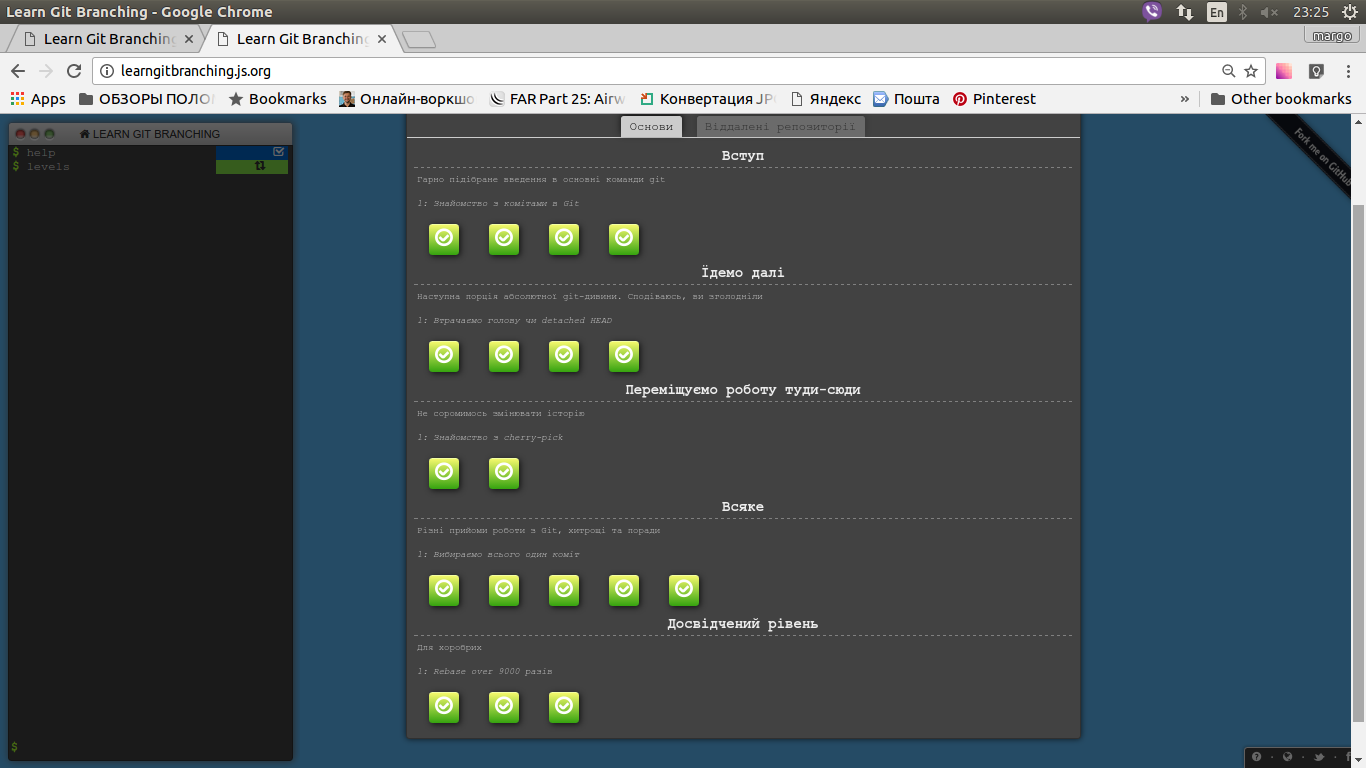 Learn Git Branching - Google Chrome
En
23:25
Learn Git Branching
Learn Git Branching
margo
learngitbranching.js.org
Apps
ОБЗОРЫ ПОЛО
Bookmarks
Онлайн-воркшо
FAR Part 25: Airw
Конвертация JP
Яндекс
Пошта
Pinterest
»
Other bookmarks
LEARN GIT BRANCHING
$ help
$ levels
$
Основи
Віддалені репозиторії
Fork me on GitHub
Вступ
Гарно підібране введення в основні команди git
1: Знайомство з комітами в Git
Їдемо далі
Наступна порція абсолютної git-дивини. Сподіваюсь, ви зголодніли
1: Втрачаємо голову чи detached HEAD
Переміщуємо роботу туди-сюди
Не соромимось змінювати історію
1: Знайомство з cherry-pick
Всяке
Різні прийоми роботи з Git, хитрощі та поради
1: Вибираємо всього один коміт
Досвідчений рівень
Для хоробрих
1: Rebase over 9000 разів